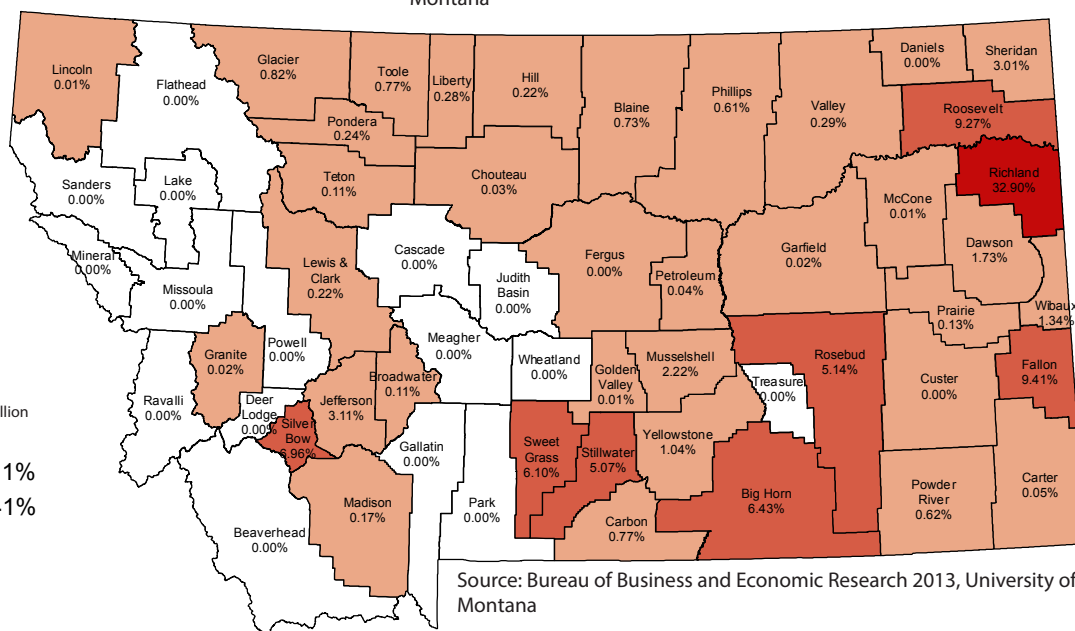 Montana
Lincoln
0.01%
Flathead
0.00%
Glacier
0.82%
Toole
0.77%
Liberty
0.28%
Hill
0.22%
Blaine
0.73%
Phillips
0.61%
Valley
0.29%
Daniels
0.00%
Sheridan
3.01%
Roosevelt
9.27%
Pondera
0.24%
Teton
0.11%
Chouteau
0.03%
Richland
32.90%
Sanders
0.00%
Lake
0.00%
McCone
0.01%
Dawson
1.73%
Mineral
0.00%
Missoula
0.00%
Lewis &
Clark
0.22%
Cascade
0.00%
Judith
Basin
0.00%
Fergus
0.00%
Petroleum
0.04%
Garfield
0.02%
Prairie
0.13%
Wibaux
1.34%
Granite
0.02%
Powell
0.00%
Meagher
0.00%
Wheatland
0.00%
Golden
Valley
0.01%
Musselshell
2.22%
Rosebud
5.14%
Treasure
0.00%
Custer
0.00%
Fallon
9.41%
Ravalli
0.00%
Deer
Lodge
0.00%
Silver
Bow
Jefferson
3.11%
Broadwater
0.11%
Gallatin
0.00%
Sweet
Grass
6.10%
Stillwater
5.07%
Yellowstone
1.04%
Big Horn
6.43%
Powder
River
0.62%
Carter
0.05%
Beaverhead
0.00%
Madison
0.17%
Park
0.00%
Carbon
0.77%
llion
1%
1%
Source: Bureau of Business and Economic Research 2013, University of
Montana